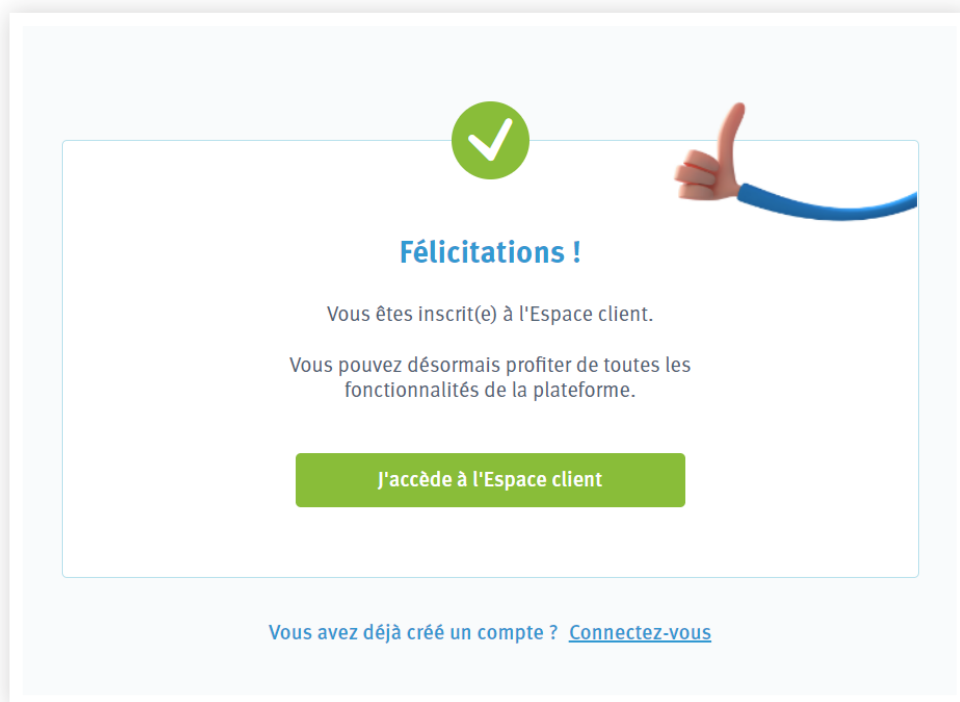 Félicitations !
Vous êtes inscrit(e) à l'Espace client.
Vous pouvez désormais profiter de toutes les
fonctionnalités de la plateforme.
J'accède à l'Espace client
Vous avez déjà créé un compte ? Connectez-vous